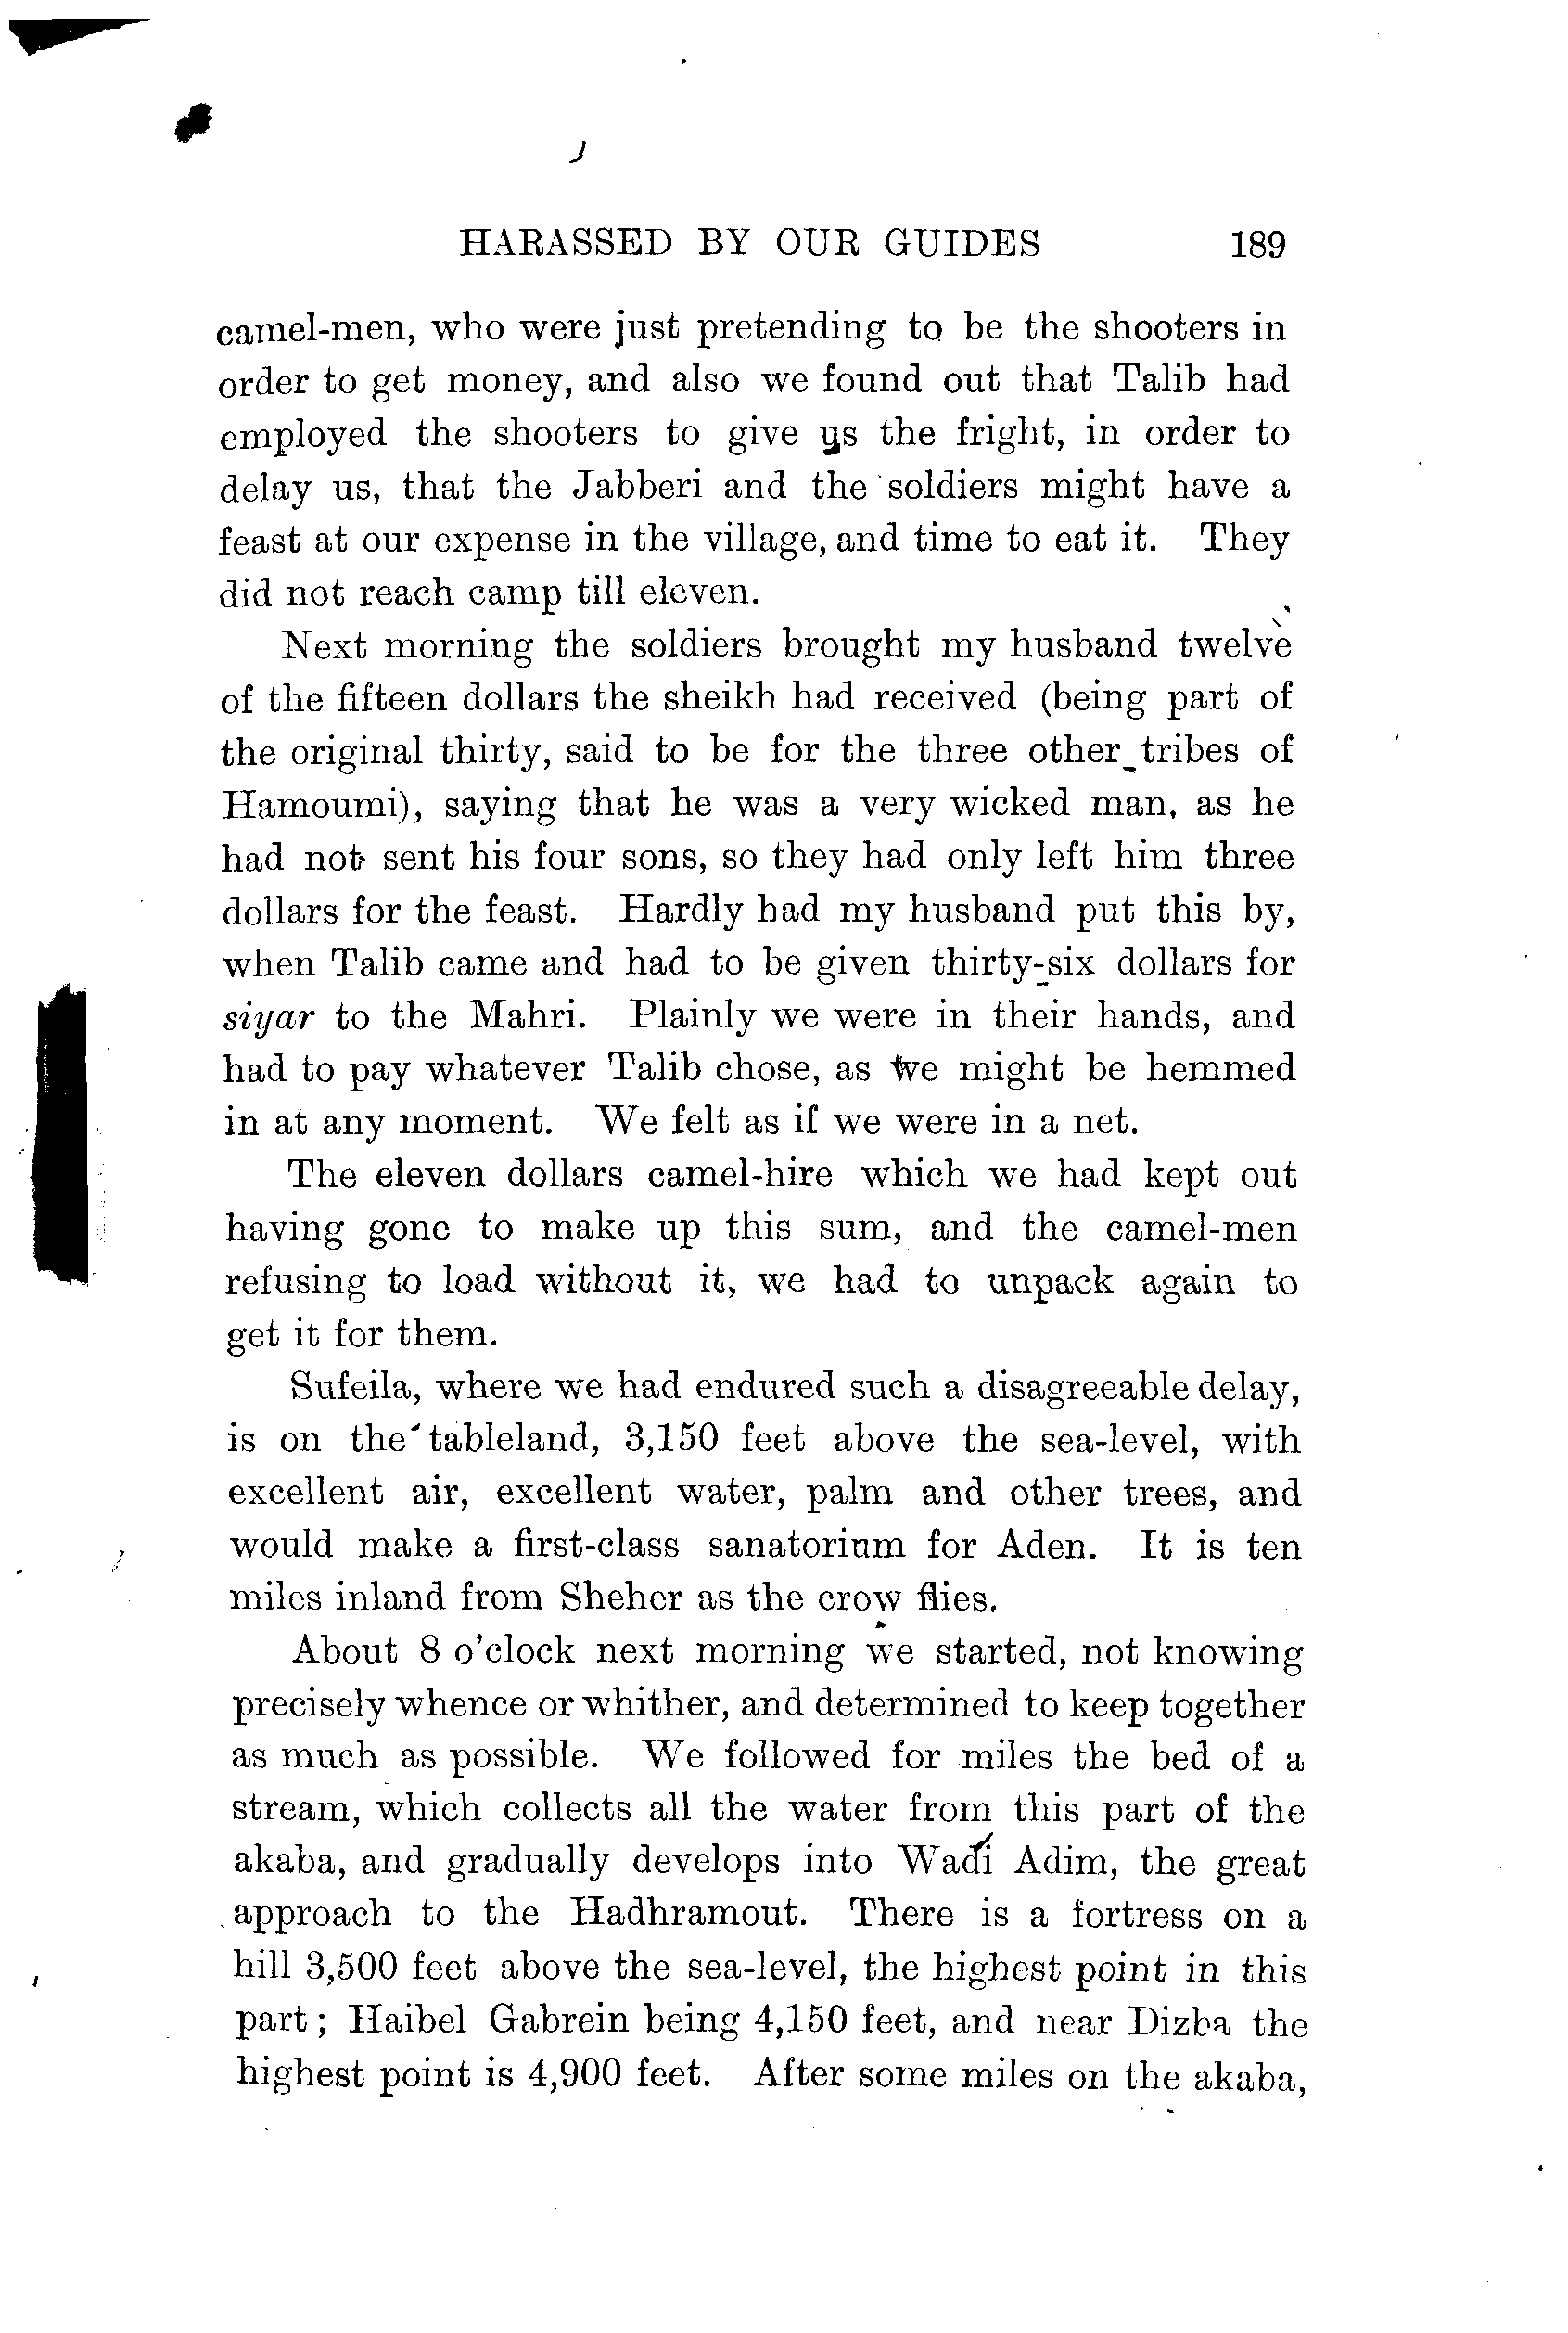 HARASSED BY OUR GUIDES 189
camel-men, who were just pretending to be the shooters in
order to get money, and also we found out that Talib had
employed the shooters to give us the fright, in order to
delay us, that the Jabberi and the soldiers might have a
feast at our expense in the village, and time to eat it. They
did not reach camp till eleven.
Next morning the soldiers brought my husband twelve
of the fifteen dollars the sheikh had received (being part of
the original thirty, said to be for the three other tribes of
Hamoumi), saying that he was a very wicked man, as he
had not sent his four sons, so they had only left him three
dollars for the feast. Hardly had my husband put this by,
when Talib came and had to be given thirty-six dollars for
siyar to the Mahri. Plainly we were in their hands, and
had to pay whatever Talib chose, as we might be hemmed
in at any moment. We felt as if we were in a net.
The eleven dollars camel-hire which we had kept out
having gone to make up this sum, and the camel-men
refusing to load without it, we had to unpack again to
get it for them.
Sufeila, where we had endured such a disagreeable delay,
is on the tableland, 3,150 feet above the sea-level, with
excellent air, excellent water, palm and other trees, and
would make a first-class sanatorium for Aden. It is ten
miles inland from Sheher as the crow flies.
About 8 o'clock next morning we started, not knowing
precisely whence or whither, and determined to keep together
as much as possible. We followed for miles the bed of a
stream, which collects all the water from this part of the
akaba, and gradually develops into Wadi Adim, the great
approach to the Hadhramout. There is a fortress on a
hill 3,500 feet above the sea-level, the highest point in this
part; Haibel Gabrein being 4,150 feet, and near Dizba the
highest point is 4,900 feet. After some miles on the akaba,